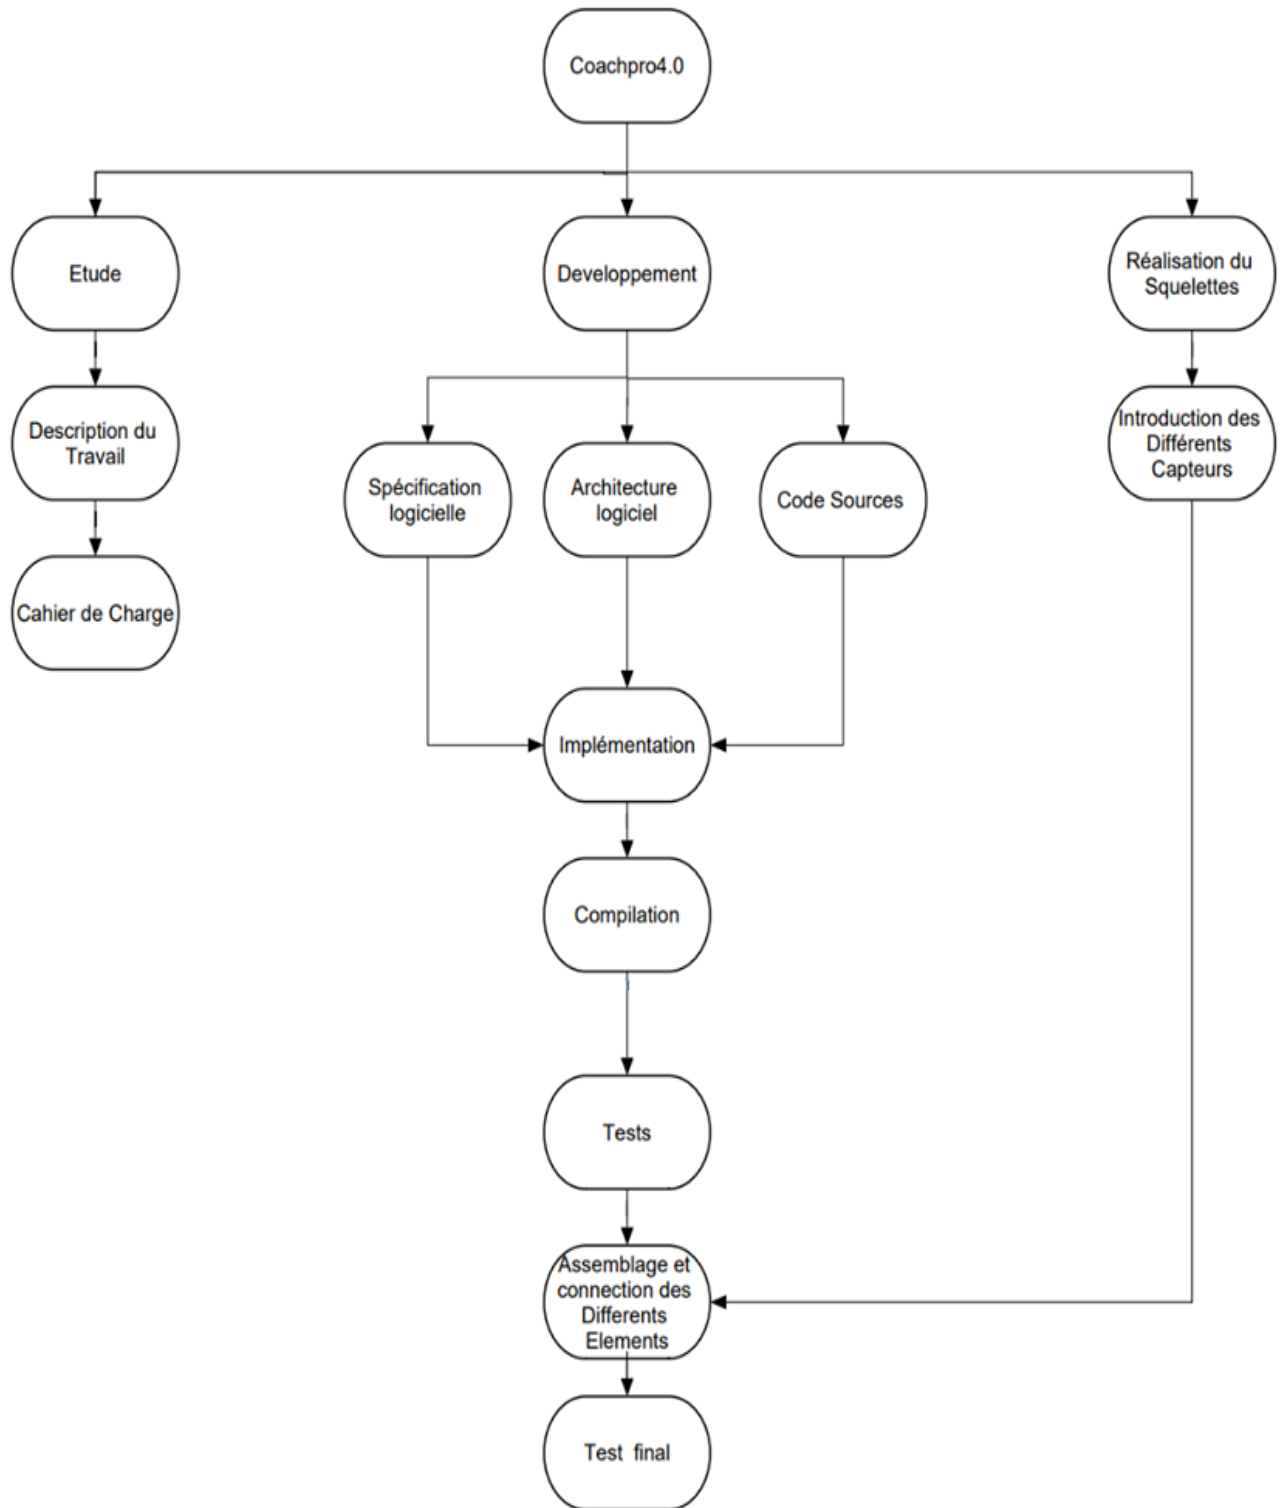 Coachpro4.0
Etude
Developpement
Réalisation du
Squelettes
Description du
Travail
Introduction des
Différents
Capteurs
Spécification
logicielle
Architecture
logiciel
Code Sources
Cahier de Charge
Implémentation
Compilation
Tests
Assemblage et
connection des
Differents
Elements
Test final